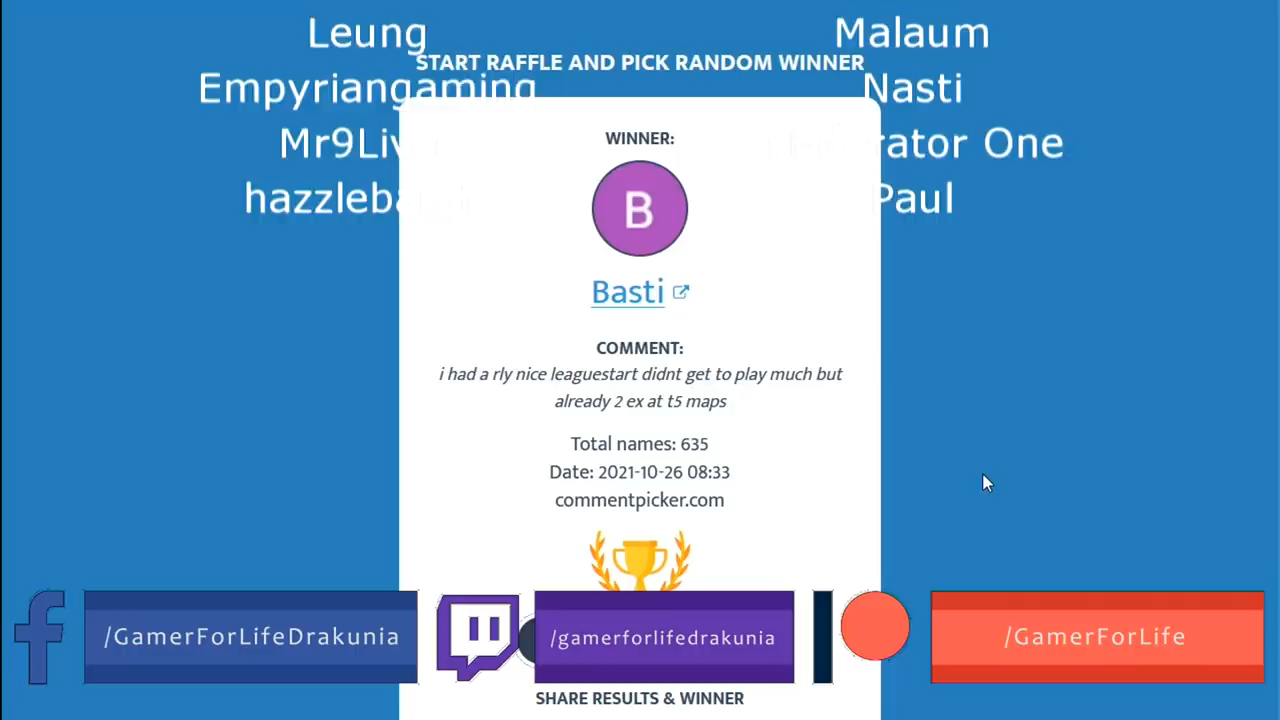 Leung
Malaum
START RAFFLE AND PICK RANDOM WINNER
Empyriangaming
Nasti
WINNER:
One
Paul
B
Basti
COMMENT:
i had a rly nice leaguestart didnt get to play much but
already 2 ex at t5 maps
Total names: 635
Date: 2021-10-26 08:33
commentpicker.com
/GamerForLifeDrakunia
/gamerforlifedrakunia
/GamerForLife
SHARE RESULTS & WINNER